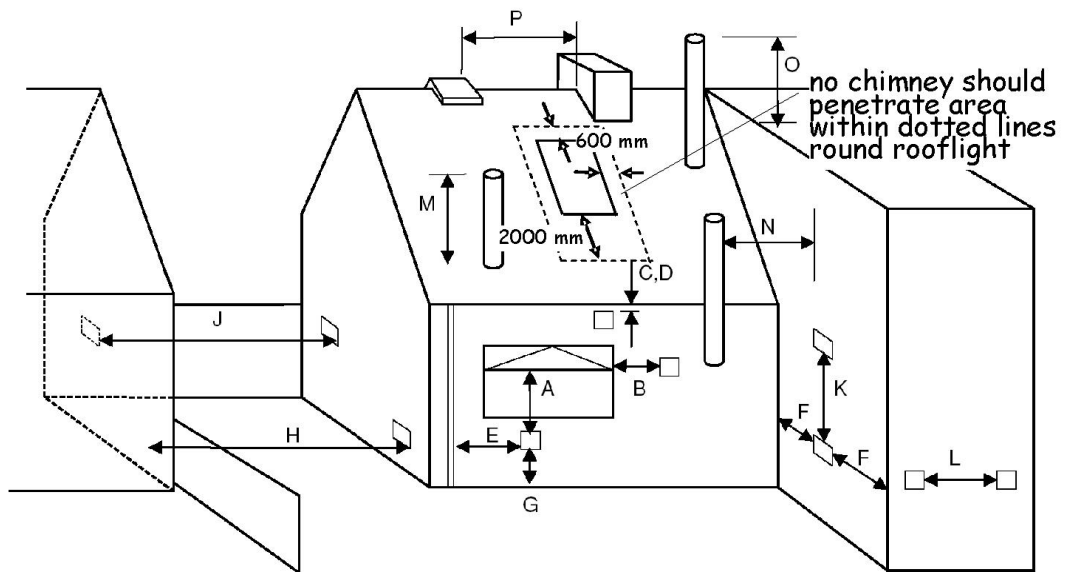 P
O
no chimney should
penetrate area
within dotted lines
round rooflight
600 mm
M
N
2000 mm
C,D
J
A
B
K
F
H
E
F
L
G